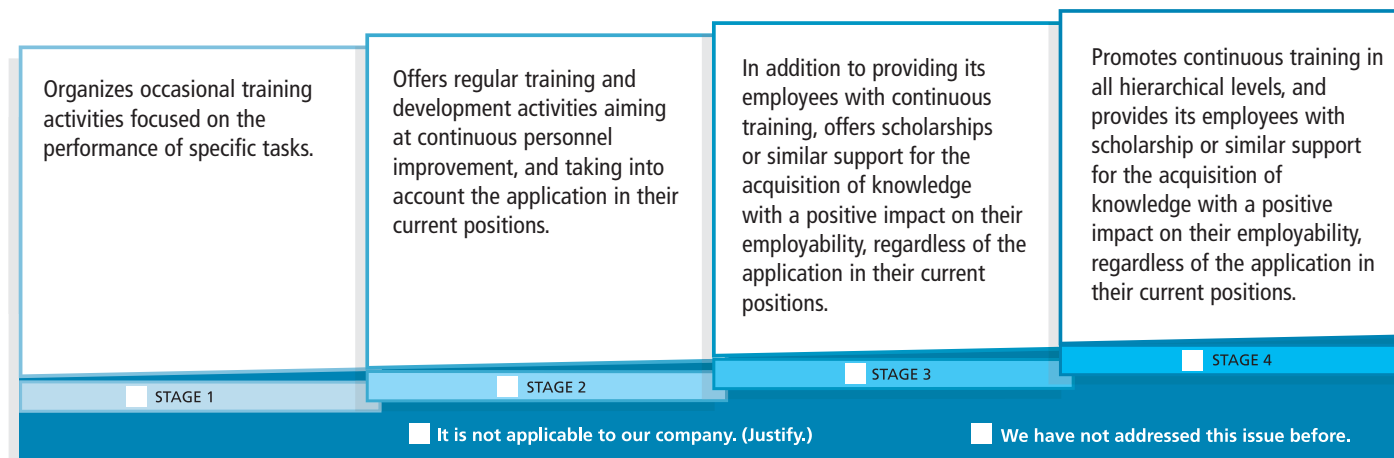 Organizes occasional training
activities focused on the
performance of specific tasks.
STAGE 1
Offers regular training and
development activities aiming
at continuous personnel
improvement, and taking into
account the application in their
current positions.
STAGE 2
In addition to providing its
employees with continuous
training, offers scholarships
or similar support for the
acquisition of knowledge
with a positive impact on their
employability, regardless of the
application in their current
positions.
STAGE 3
Promotes continuous training in
all hierarchical levels, and
provides its employees with
scholarship or similar support
for the acquisition of
knowledge with a positive
impact on their employability,
regardless of the application in
their current positions.
STAGE 4
It is not applicable to our company. (Justify.)
We have not addressed this issue before.